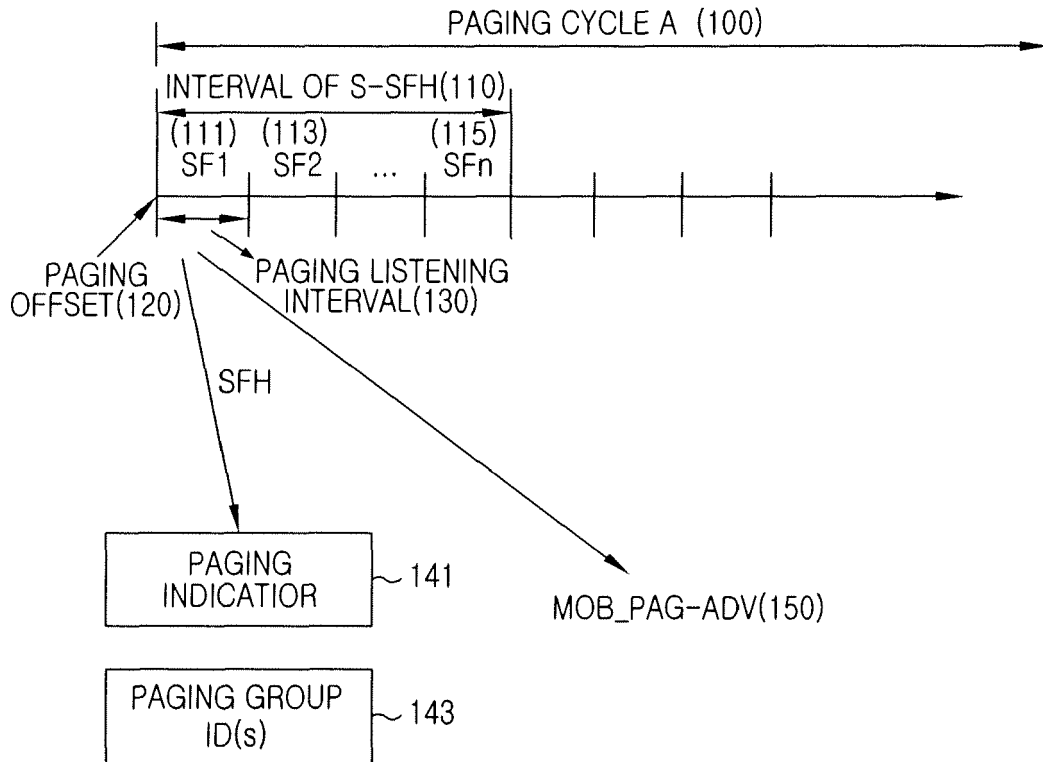 PAGING CYCLE A (100)
INTERVAL OF S-SFH(110)
(111) (113) (115)
SF1 SF2 ... SFn
PAGING
OFFSET(120)
PAGING LISTENING
INTERVAL(130)
SFH
PAGING
INDICATIOR
141
MOB_PAG-ADV(150)
PAGING GROUP
ID(s)
143